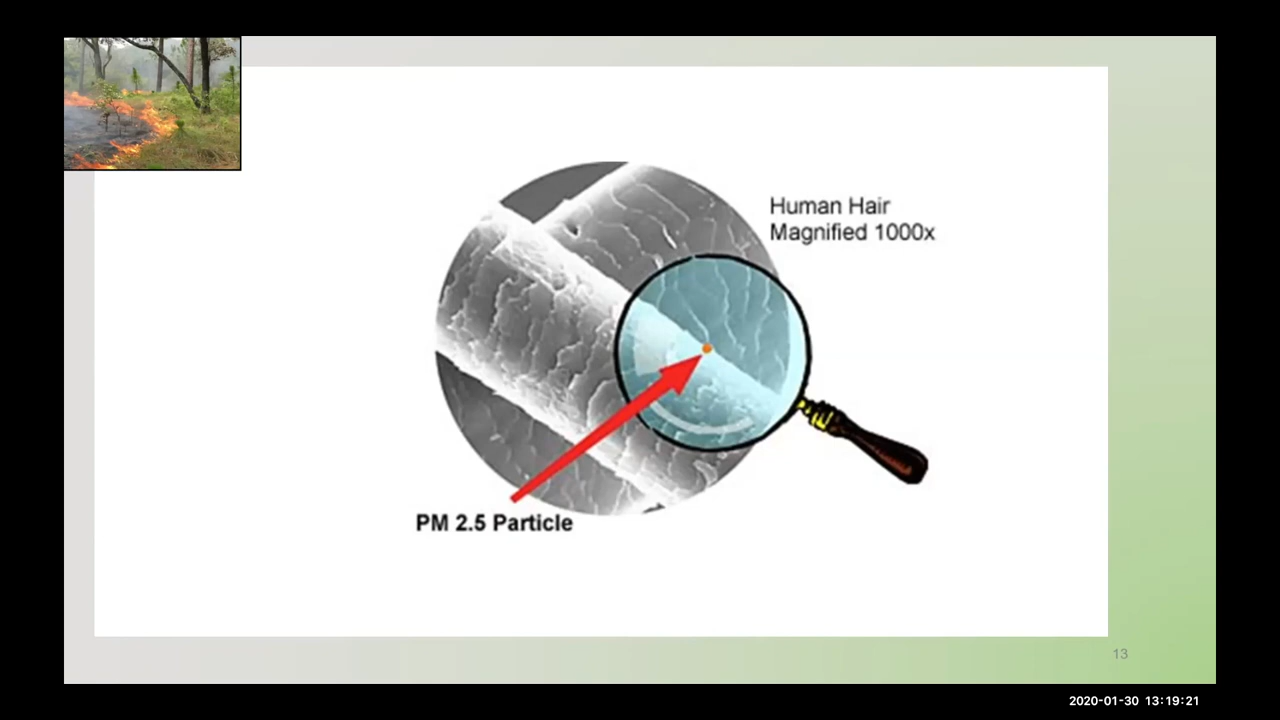 Human Hair
Magnified 1000x
PM 2.5 Particle
13
2020-01-30 13:19:21